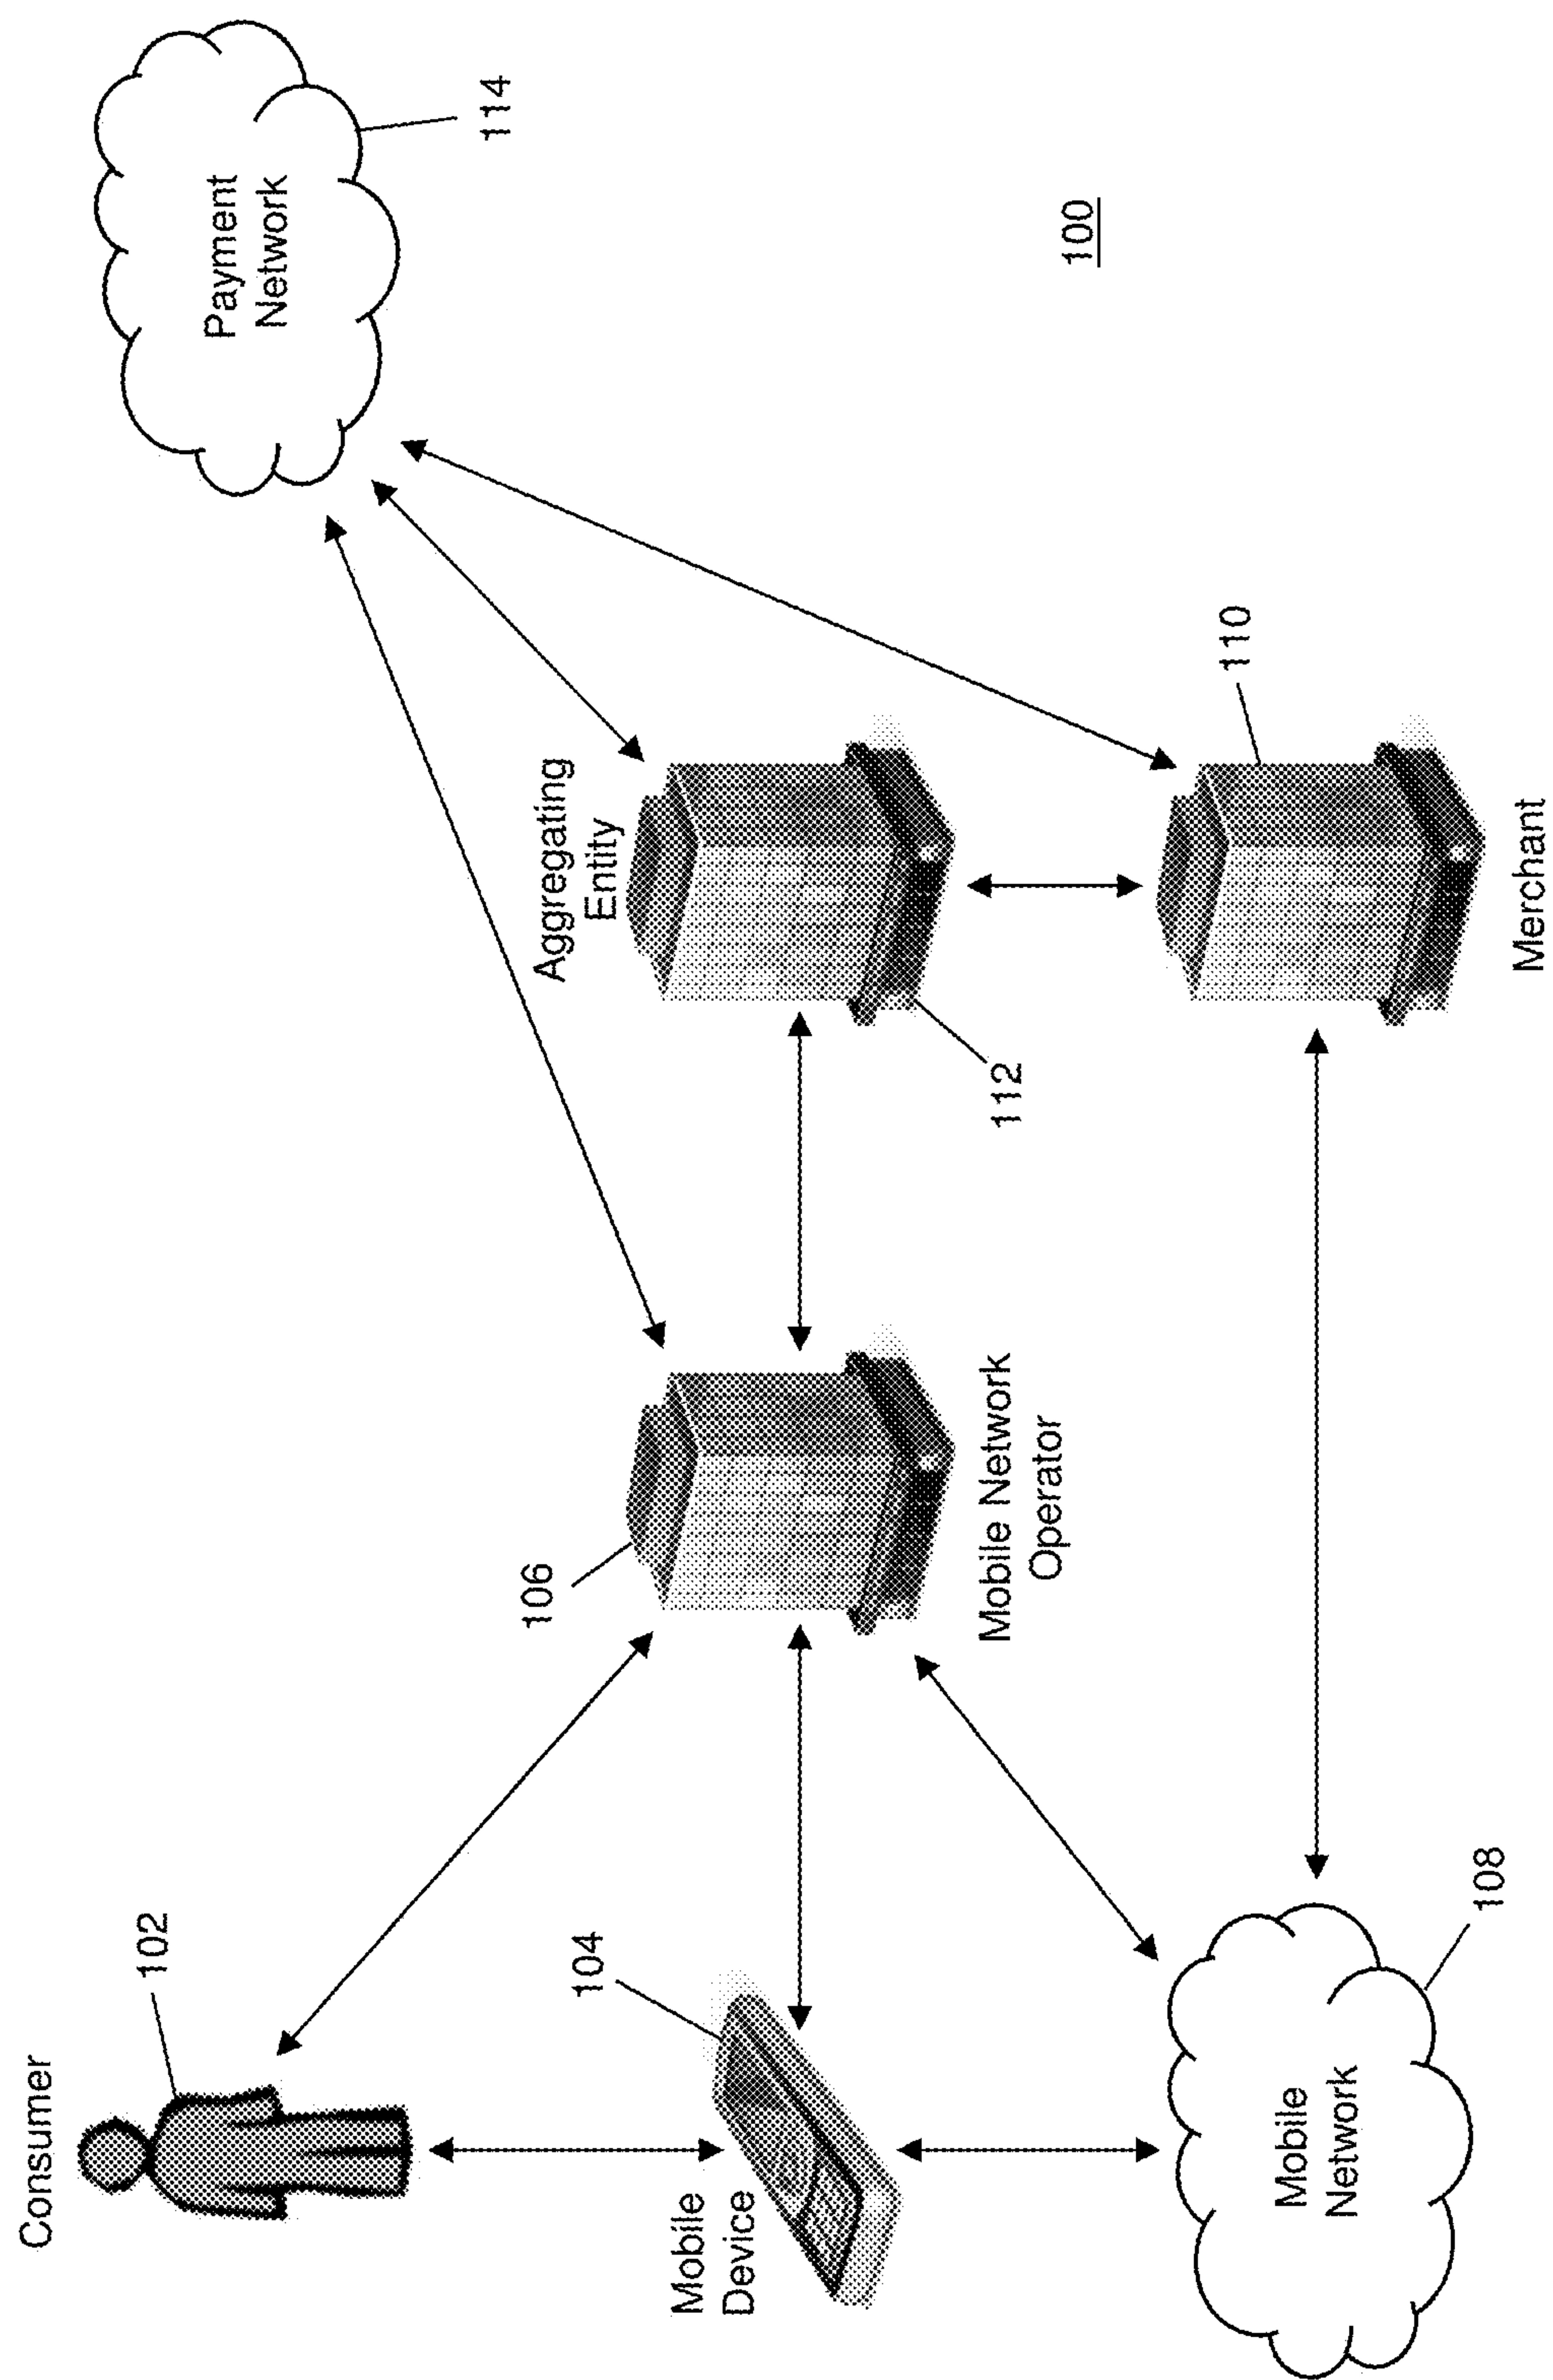 Consumer
102
Mobile
Device
104
Mobile
Network
108
106
Mobile Network
Operator
Aggregating
Entity
112
110
Merchant
Payment
Network
114
100